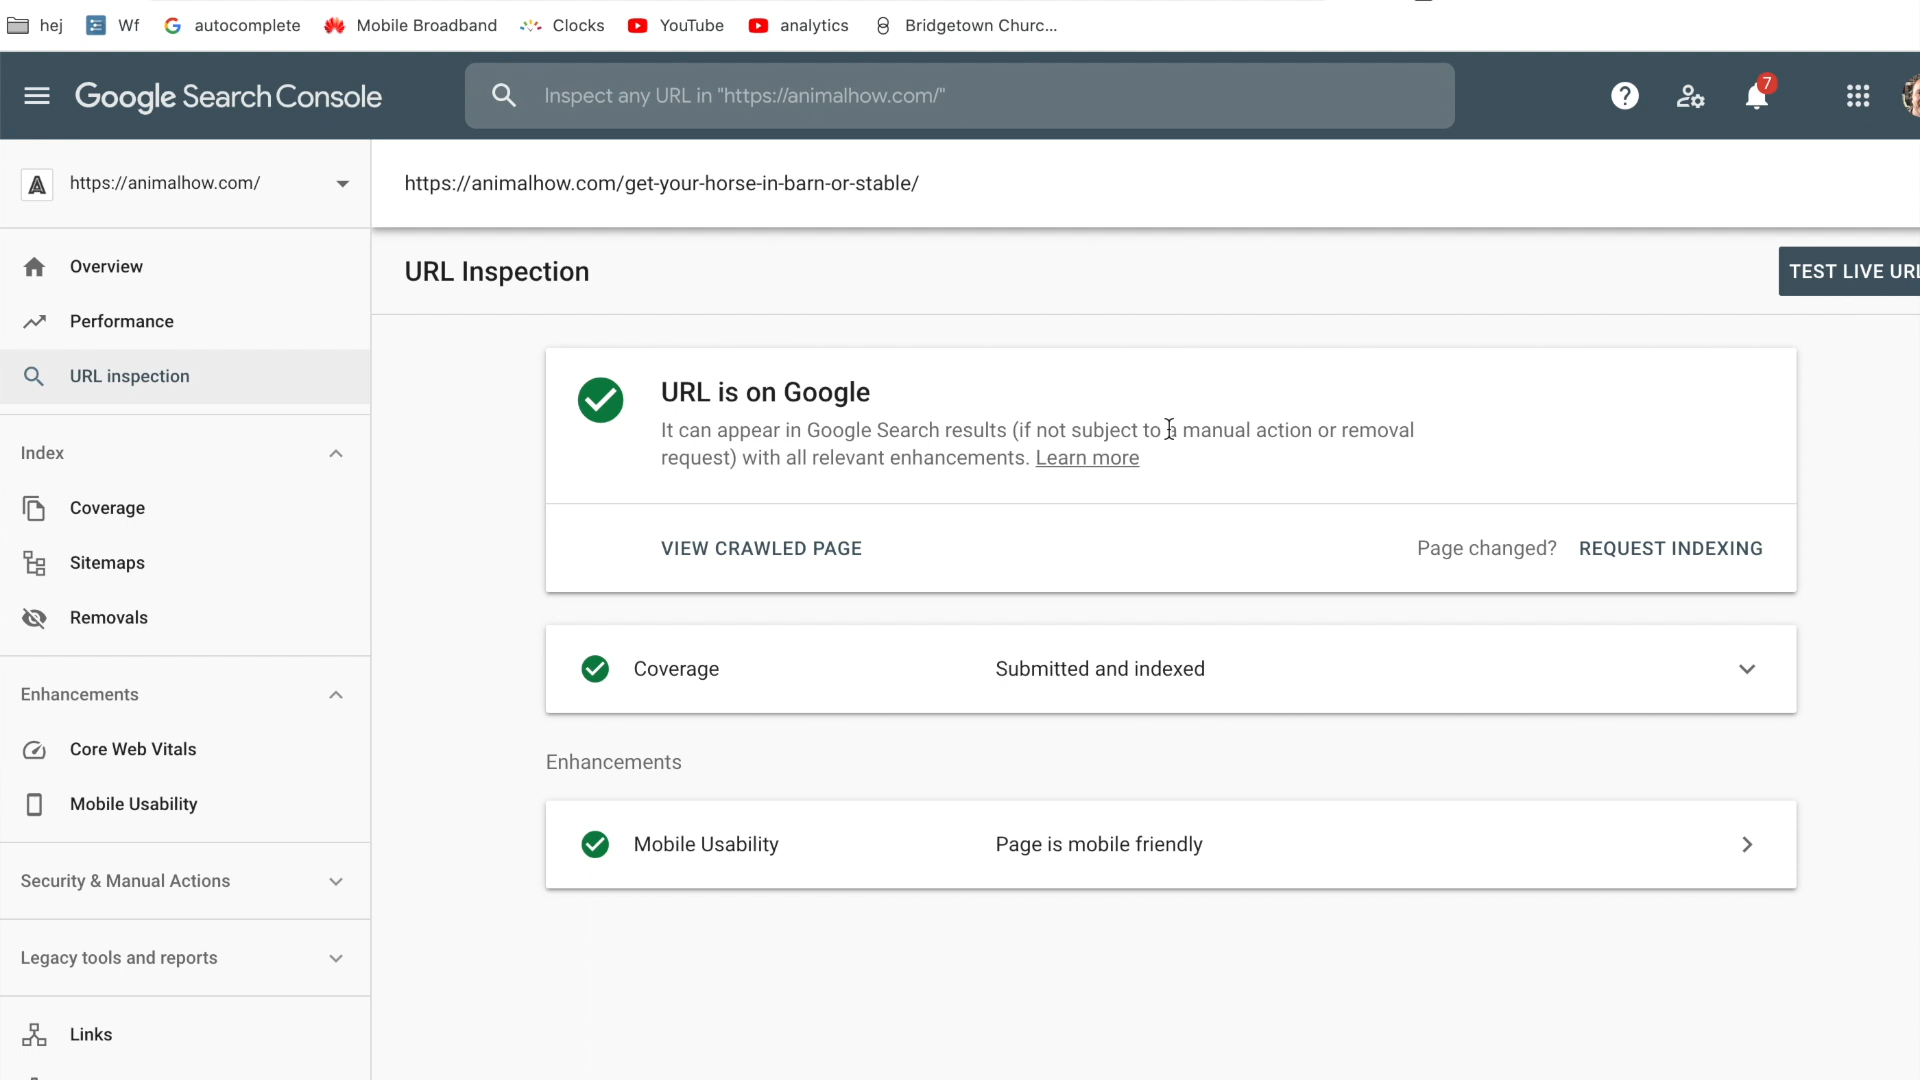 hej Wf autocomplete Mobile Broadband Clocks YouTube analytics Bridgetown Churc...
Google Search Console
Inspect any URL in "https://animalhow.com/"
7
https://animalhow.com/
https://animalhow.com/get-your-horse-in-barn-or-stable/
Overview
Performance
URL inspection
Index
Coverage
Sitemaps
Removals
Enhancements
Core Web Vitals
Mobile Usability
Security & Manual Actions
Legacy tools and reports
Links
URL Inspection
TEST LIVE URL
URL is on Google
It can appear in Google Search results (if not subject to a manual action or removal
request) with all relevant enhancements. Learn more
VIEW CRAWLED PAGE
Page changed? REQUEST INDEXING
Coverage Submitted and indexed
Enhancements
Mobile Usability Page is mobile friendly